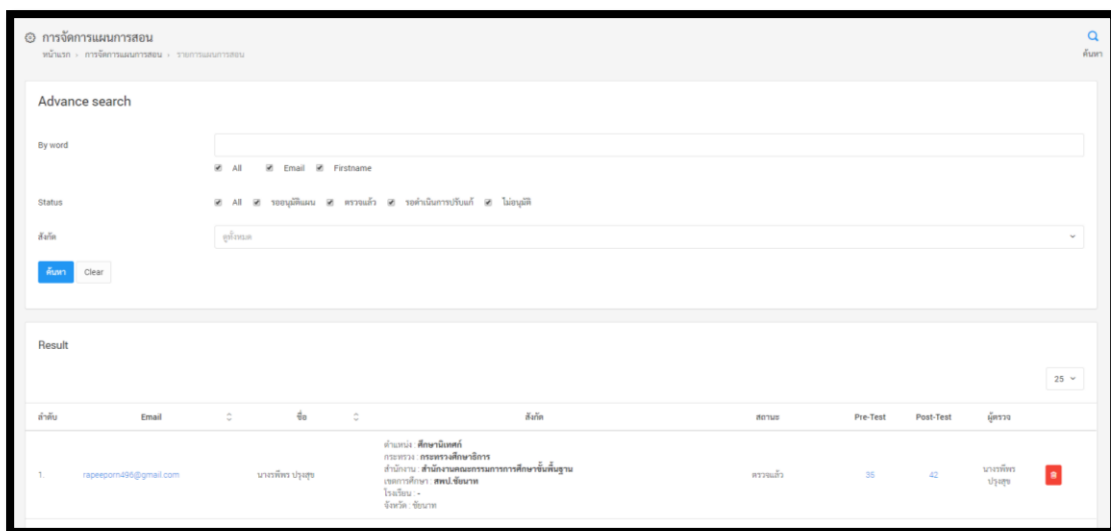 การจัดการแผนการสอน
หน้าแรก > การจัดการแผนการสอน > รายการแผนการสอน
ค้นหา
Advance search
By word
All Email Firstname
Status
All รออนุมัติแผน ตรวจแล้ว รอดำเนินการปรับแก้ ไม่อนุมัติ
สังกัด
ดูทั้งหมด
ค้นหา Clear
Result
25
ลำดับ Email ชื่อ สังกัด สถานะ Pre-Test Post-Test ผู้ตรวจ
1. rapeeporn496@gmail.com นางรพีพร ปรุงสุข
ตำแหน่ง : ศึกษานิเทศก์
กระทรวง : กระทรวงศึกษาธิการ
สำนักงาน : สำนักงานคณะกรรมการการศึกษาขั้นพื้นฐาน
เขตการศึกษา : สพป.ชัยนาท
โรงเรียน : -
จังหวัด : ชัยนาท
ตรวจแล้ว 35 42
นางรพีพร
ปรุงสุข